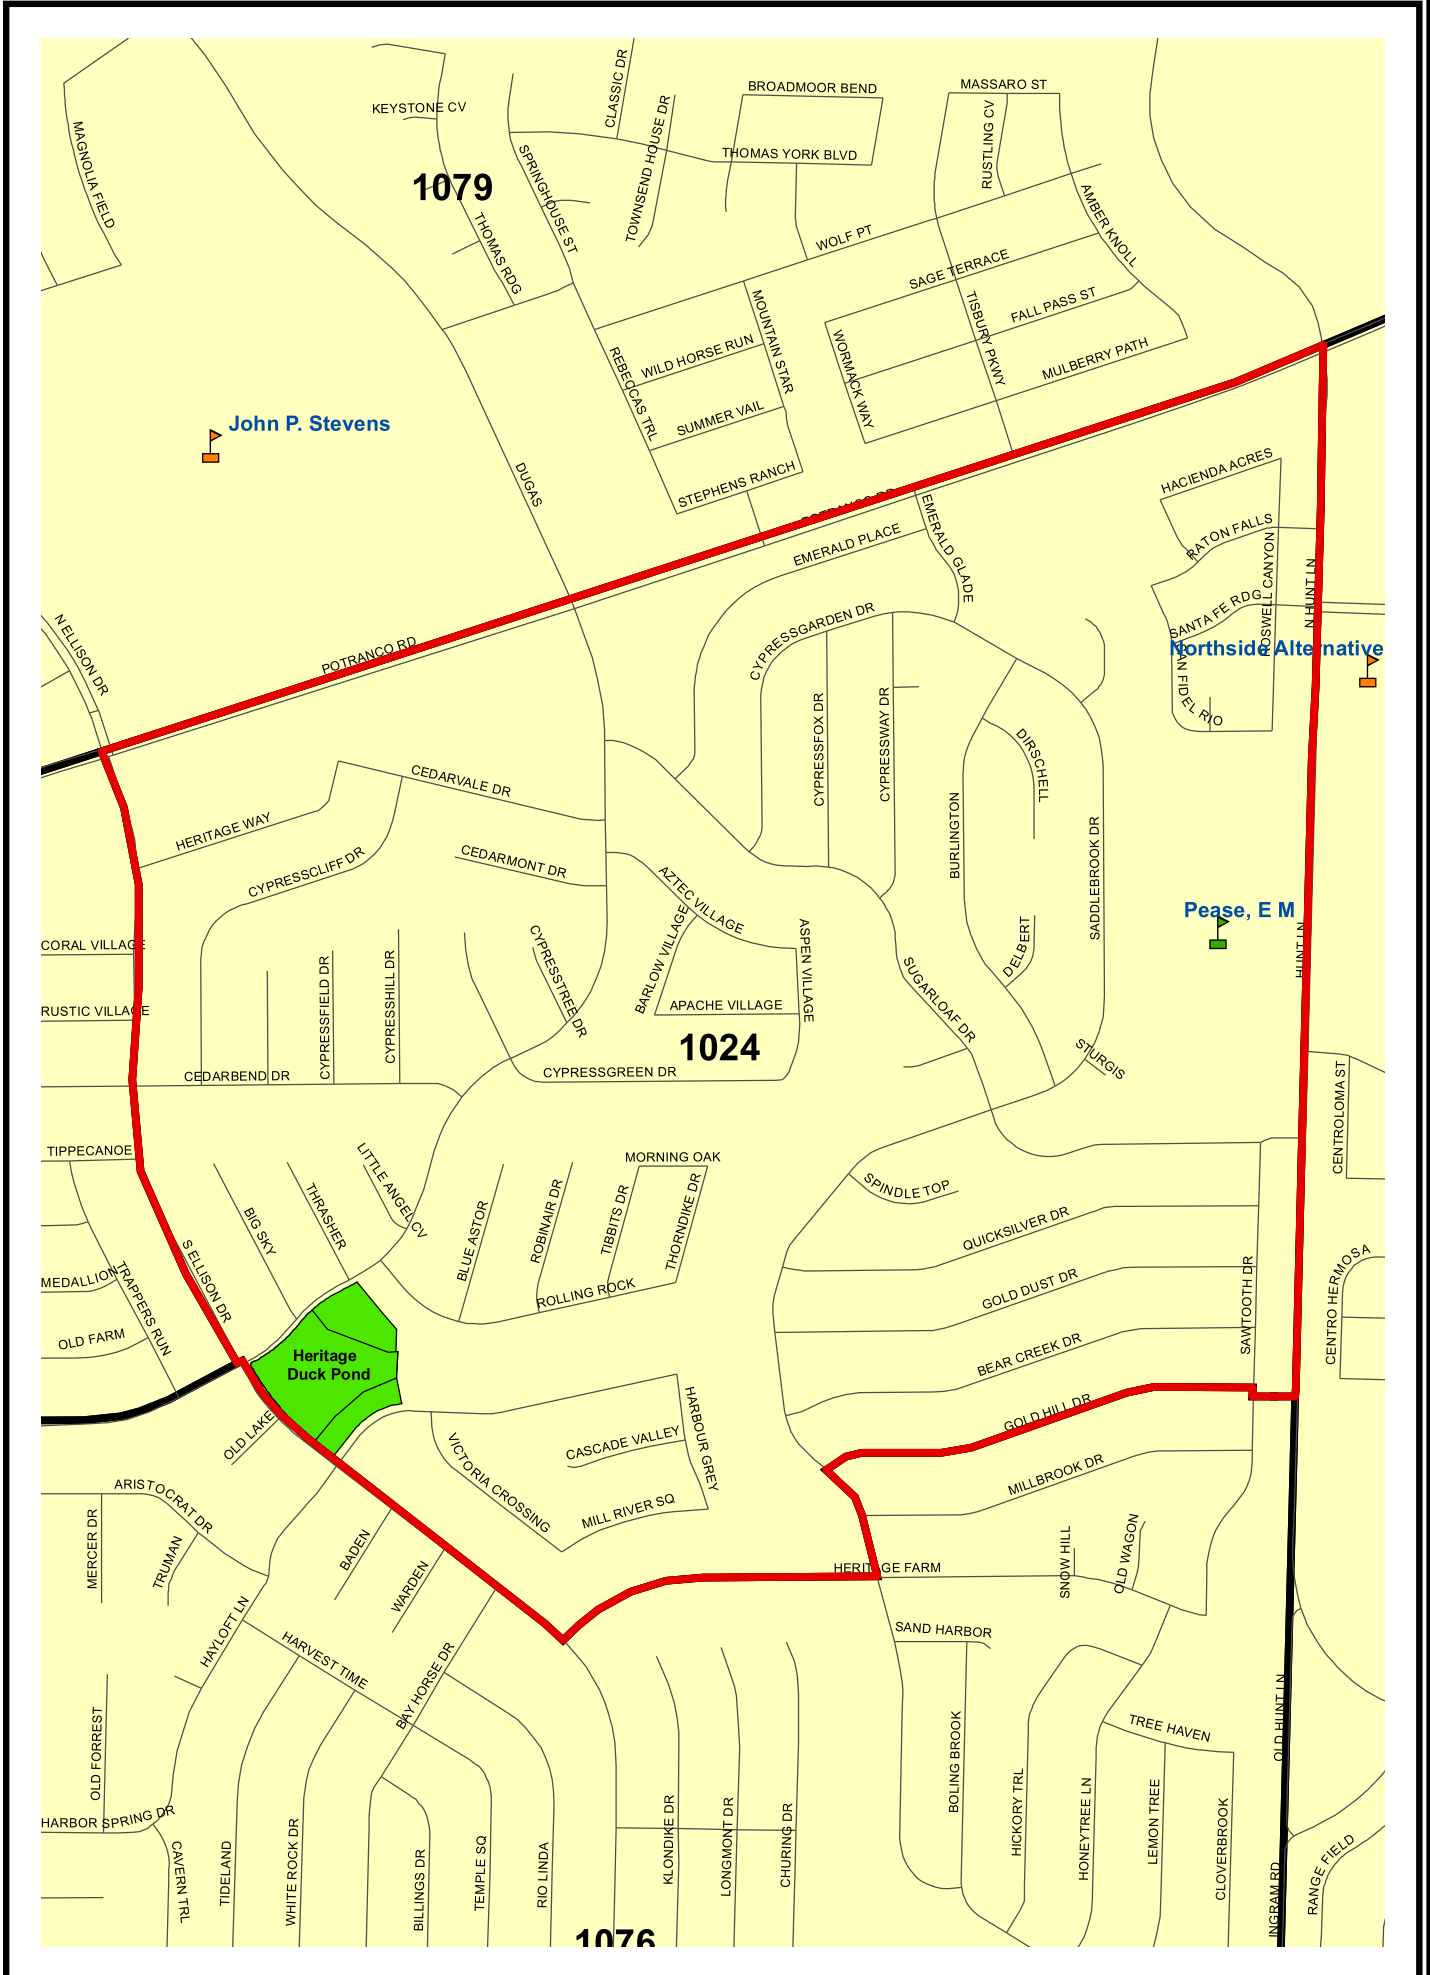 CLASSIC DR
BROADMOOR BEND
MASSARO ST
KEYSTONE CV
TOWNSEND HOUSE DR
RUSTLING CV
MAGNOLIA FIELD
THOMAS YORK BLVD
1079
SPRINGHOUSE ST
AMBER KNOLL
THOMAS RDG
WOLF PT
SAGE TERRACE
MOUNTAIN STAR
TISBURY PKWY
FALL PASS ST
REBECCAS TRL
WILD HORSE RUN
WORMACK WAY
MULBERRY PATH
John P. Stevens
SUMMER VAIL
DUGAS
STEPHENS RANCH
HACIENDA ACRES
EMERALD PLACE
EMERALD GLADE
RATON FALLS
ROSWELL CANYON
N HUNT LN
N ELLISON DR
POTRANCO RD
CYPRESSGARDEN DR
SANTA FE RDG
Northside Alternative
SAN FIDEL RIO
CYPRESSFOX DR
CYPRESSWAY DR
DIRSCHELL
CEDARVALE DR
HERITAGE WAY
BURLINGTON
SADDLEBROOK DR
CYPRESSCLIFF DR
CEDARMONT DR
AZTEC VILLAGE
Pease, E M
CORAL VILLAGE
CYPRESSTREE DR
BARLOW VILLAGE
ASPEN VILLAGE
DELBERT
HUNT LN
CYPRESSFIELD DR
CYPRESSHILL DR
SUGARLOAF DR
RUSTIC VILLAGE
APACHE VILLAGE
1024
STURGIS
CEDARBEND DR
CYPRESSGREEN DR
CENTROLOMA ST
TIPPECANOE
LITTLE ANGEL CV
MORNING OAK
SPINDLE TOP
BIG SKY
THRASHER
BLUE ASTOR
ROBINAIR DR
TIBBITS DR
THORNDIKE DR
QUICKSILVER DR
S ELLISON DR
MEDALLION
TRAPPERS RUN
ROLLING ROCK
GOLD DUST DR
SAWTOOTH DR
CENTRO HERMOSA
OLD FARM
Heritage
Duck Pond
BEAR CREEK DR
HARBOUR GREY
GOLD HILL DR
OLD LAKE
VICTORIA CROSSING
CASCADE VALLEY
MILLBROOK DR
ARISTOCRAT DR
MILL RIVER SQ
MERCER DR
TRUMAN
BADEN
WARDEN
HERITAGE FARM
SNOW HILL
OLD WAGON
HAYLOFT LN
SAND HARBOR
HARVEST TIME
BAY HORSE DR
OLD FORREST
BOLING BROOK
TREE HAVEN
OLD HUNT LN
HICKORY TRL
HONEYTREE LN
LEMON TREE
CLOVERBROOK
HARBOR SPRING DR
CAVERN TRL
TIDELAND
WHITE ROCK DR
BILLINGS DR
TEMPLE SQ
RIO LINDA
KLONDIKE DR
LONGMONT DR
CHURING DR
INGRAM RD
RANGE FIELD
1076